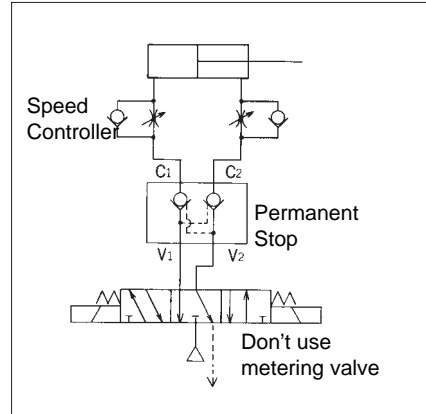 Speed
Controller
C1 C2
Permanent
Stop
V1 V2
Don't use
metering valve